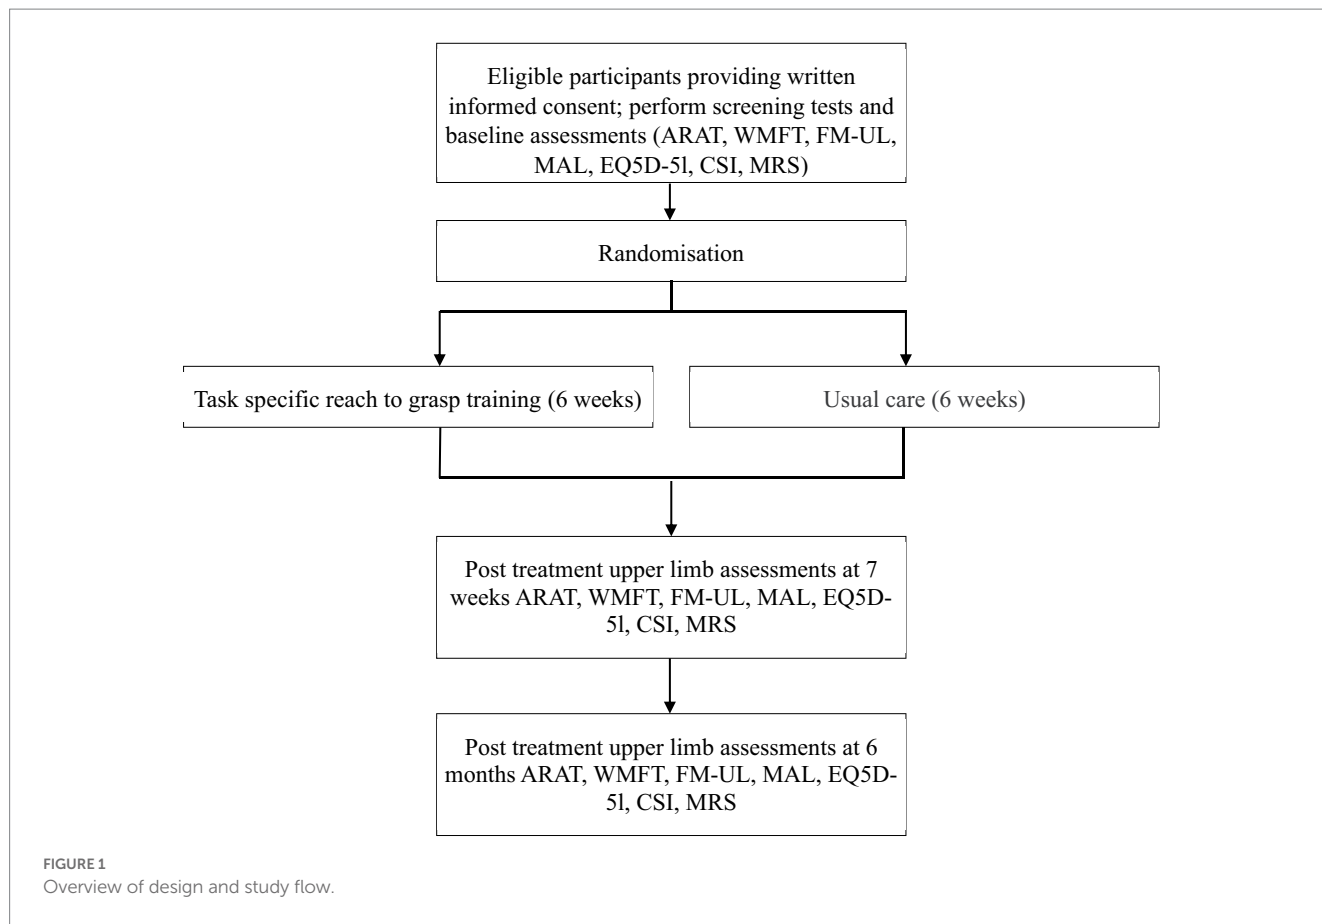 Eligible participants providing written
informed consent; perform screening tests and
baseline assessments (ARAT, WMFT, FM-UL,
MAL, EQ5D-5l, CSI, MRS)
Randomisation
Task specific reach to grasp training (6 weeks)
Usual care (6 weeks)
Post treatment upper limb assessments at 7
weeks ARAT, WMFT, FM-UL, MAL, EQ5D-
5l, CSI, MRS
Post treatment upper limb assessments at 6
months ARAT, WMFT, FM-UL, MAL, EQ5D-
5l, CSI, MRS
FIGURE 1
Overview of design and study flow.